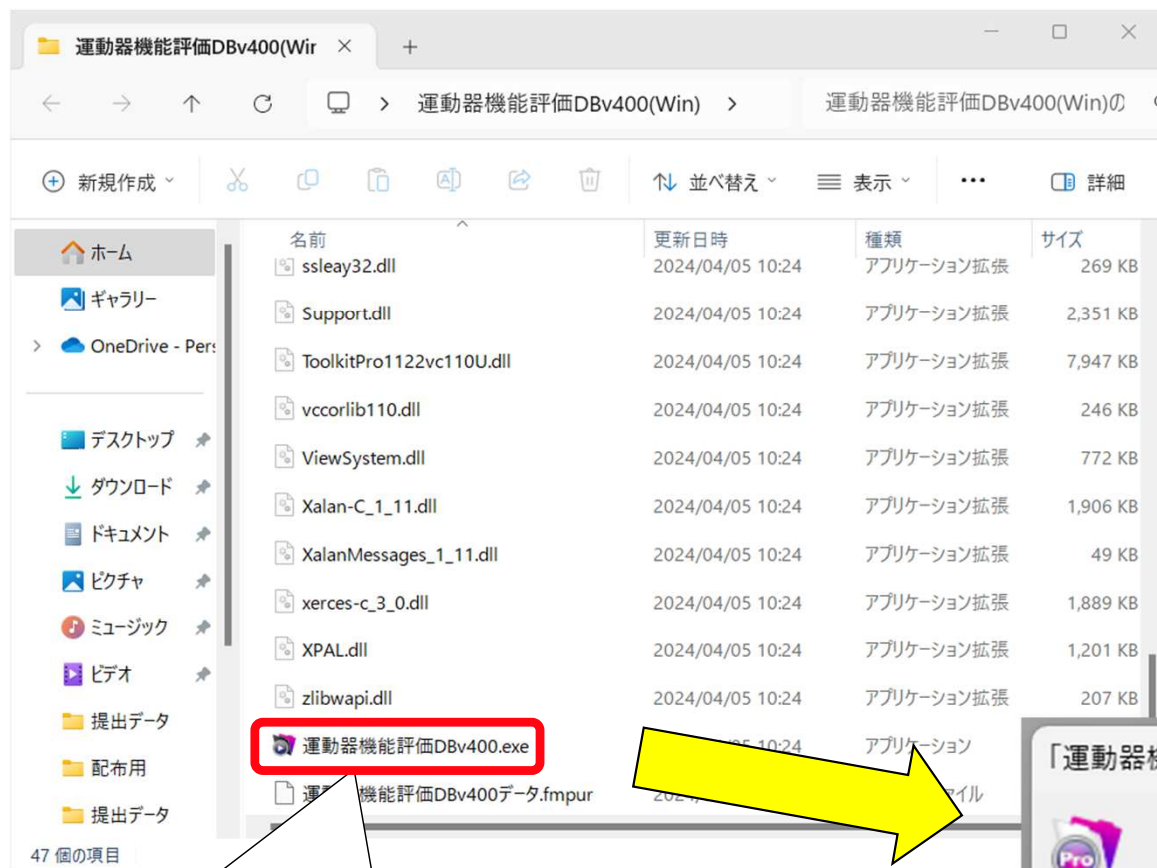 運動器機能評価DBv400(Wir
運動器機能評価DBv400(Win)
運動器機能評価DBv400(Win)の
新規作成
並べ替え
表示
詳細
名前 更新日時 種類 サイズ
ホーム
ギャラリー
OneDrive - Pers
デスクトップ
ダウンロード
ドキュメント
ピクチャ
ミュージック
ビデオ
提出データ
配布用
提出データ
ssleay32.dll 2024/04/05 10:24 アプリケーション拡張 269 KB
Support.dll 2024/04/05 10:24 アプリケーション拡張 2,351 KB
ToolkitPro1122vc110U.dll 2024/04/05 10:24 アプリケーション拡張 7,947 KB
vccorlib110.dll 2024/04/05 10:24 アプリケーション拡張 246 KB
ViewSystem.dll 2024/04/05 10:24 アプリケーション拡張 772 KB
Xalan-C_1_11.dll 2024/04/05 10:24 アプリケーション拡張 1,906 KB
XalanMessages_1_11.dll 2024/04/05 10:24 アプリケーション拡張 49 KB
xerces-c_3_0.dll 2024/04/05 10:24 アプリケーション拡張 1,889 KB
XPAL.dll 2024/04/05 10:24 アプリケーション拡張 1,201 KB
zlibwapi.dll 2024/04/05 10:24 アプリケーション拡張 207 KB
運動器機能評価DBv400.exe 10:24 アプリケーション
機能評価DBv400データ.fmpur
47 個の項目
「運動器
Pro